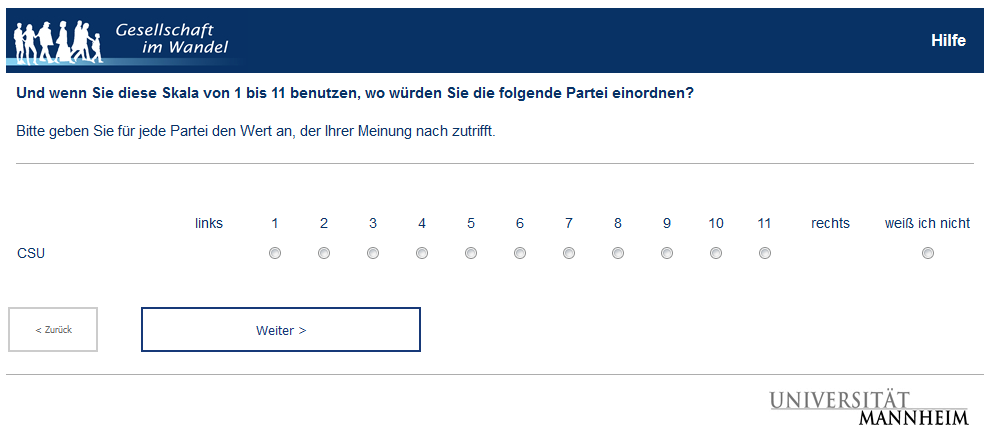 Gesellschaft
im Wandel
Hilfe
Und wenn Sie diese Skala von 1 bis 11 benutzen, wo würden Sie die folgende Partei einordnen?
Bitte geben Sie für jede Partei den Wert an, der Ihrer Meinung nach zutrifft.
links 1 2 3 4 5 6 7 8 9 10 11 rechts weiß ich nicht
CSU
< Zurück Weiter >
UNIVERSITÄT
MANNHEIM